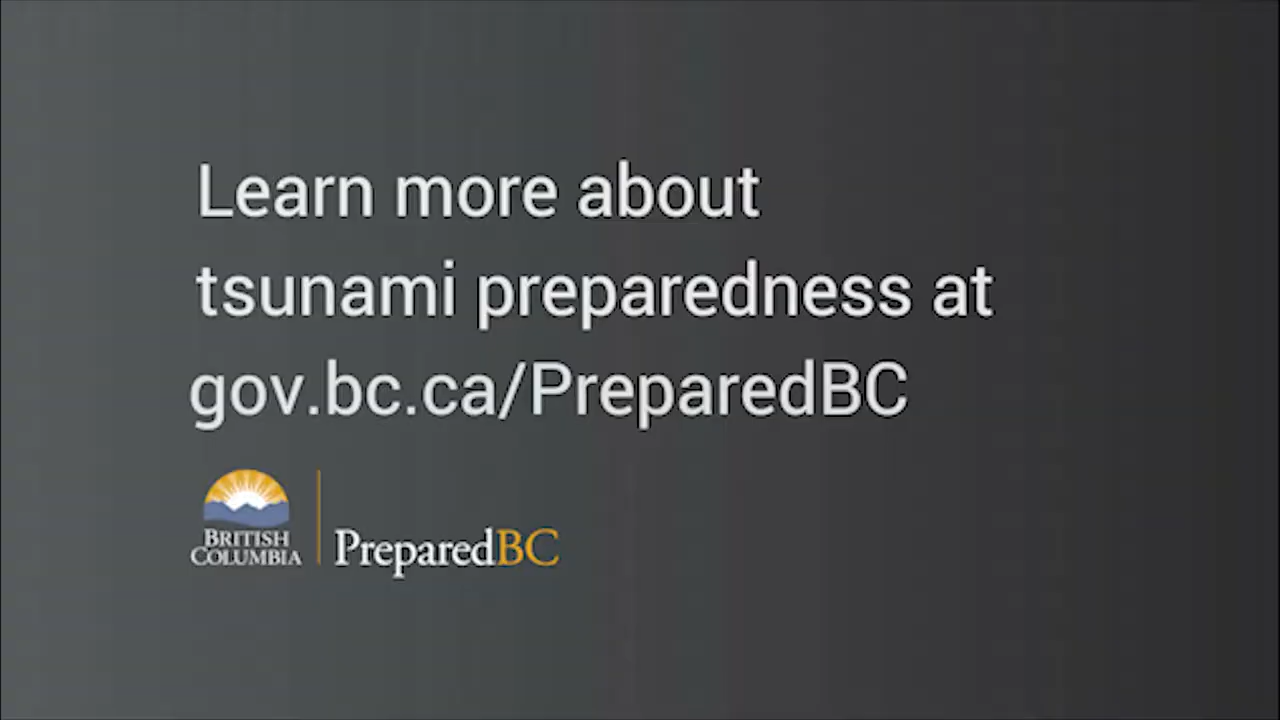 Learn more about
tsunami preparedness at
gov.bc.ca/PreparedBC
BRITISH
COLUMBIA
PreparedBC